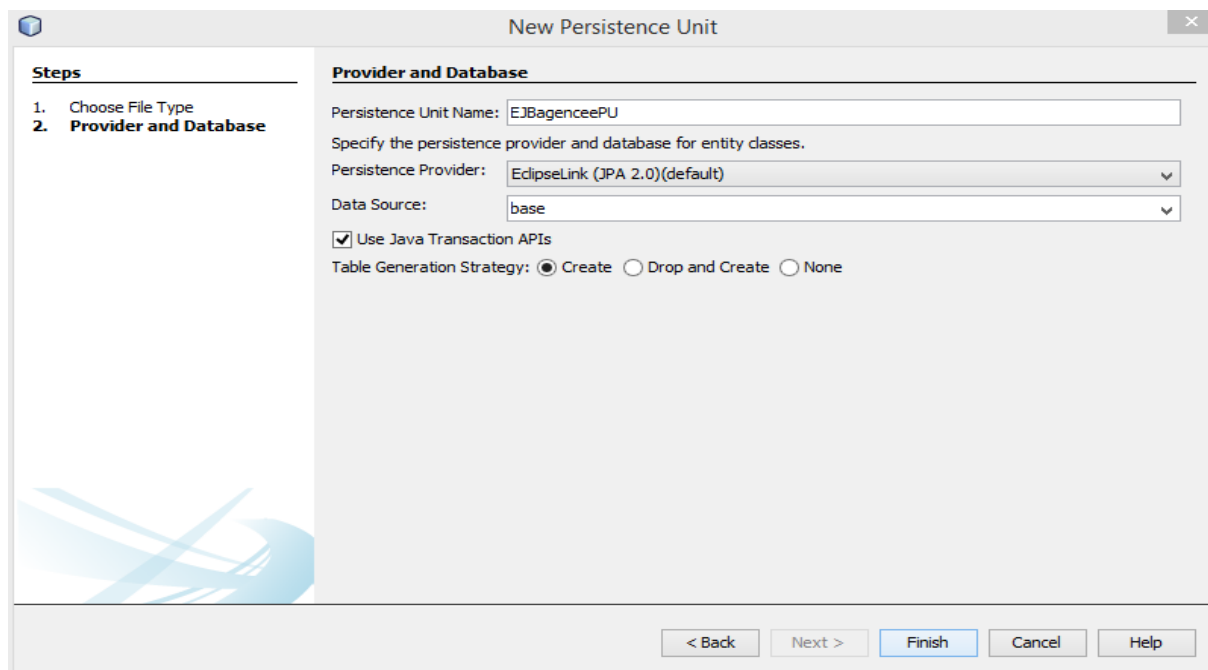 New Persistence Unit
Steps
1. Choose File Type
2. Provider and Database
Provider and Database
Persistence Unit Name: EJBagenceePU
Specify the persistence provider and database for entity classes.
Persistence Provider: EclipseLink (JPA 2.0)(default)
Data Source: base
Use Java Transaction APIs
Table Generation Strategy: Create Drop and Create None
< Back Next > Finish Cancel Help